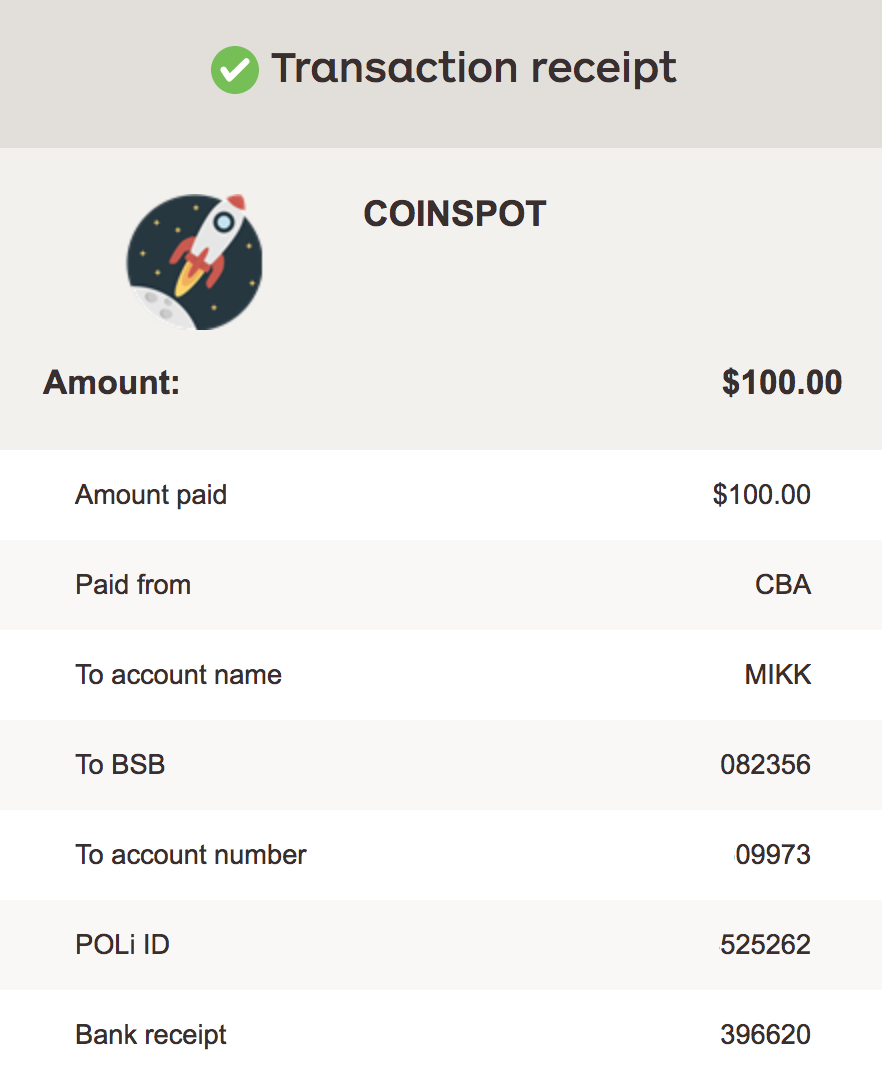 Transaction receipt
COINSPOT
Amount: $100.00
Amount paid $100.00
Paid from CBA
To account name MIKK
To BSB 082356
To account number 09973
POLi ID 525262
Bank receipt 396620